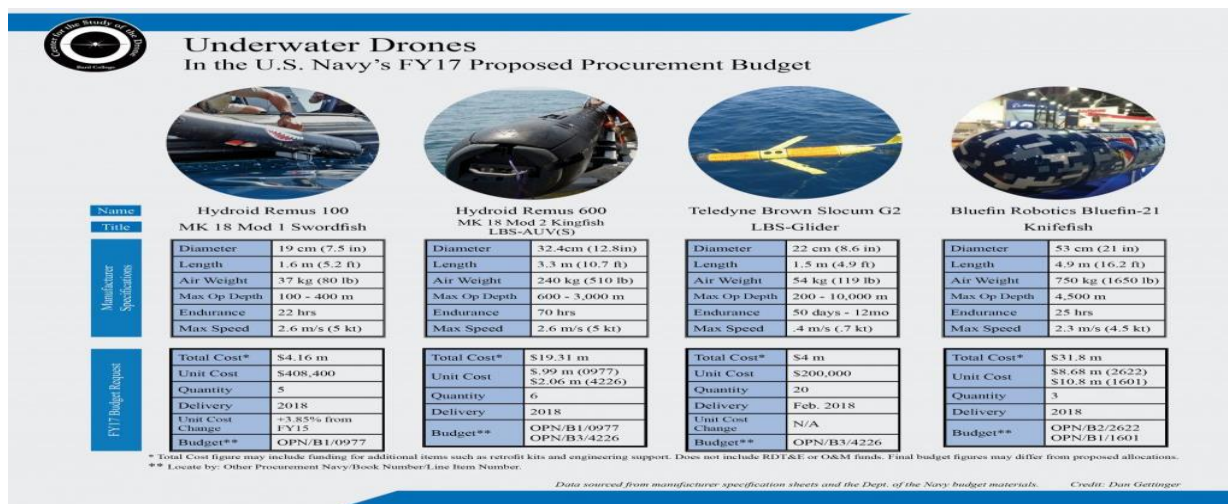 Center for the Study of the Drone
Bard College
Underwater Drones
In the U.S. Navy's FY17 Proposed Procurement Budget
Name
Hydroid Remus 100
Hydroid Remus 600
Teledyne Brown Slocum G2
Bluefin Robotics Bluefin-21
Title
MK 18 Mod 1 Swordfish
MK 18 Mod 2 Kingfish
LBS-AUV(S)
LBS-Glider
Knifefish
Manufacturer
Specifications
Diameter 19 cm (7.5 in)
Length 1.6 m (5.2 ft)
Air Weight 37 kg (80 lb)
Max Op Depth 100 - 400 m
Endurance 22 hrs
Max Speed 2.6 m/s (5 kt)
Diameter 32.4cm (12.8in)
Length 3.3 m (10.7 ft)
Air Weight 240 kg (510 lb)
Max Op Depth 600 - 3,000 m
Endurance 70 hrs
Max Speed 2.6 m/s (5 kt)
Diameter 22 cm (8.6 in)
Length 1.5 m (4.9 ft)
Air Weight 54 kg (119 lb)
Max Op Depth 200 - 10,000 m
Endurance 50 days - 12mo
Max Speed .4 m/s (.7 kt)
Diameter 53 cm (21 in)
Length 4.9 m (16.2 ft)
Air Weight 750 kg (1650 lb)
Max Op Depth 4,500 m
Endurance 25 hrs
Max Speed 2.3 m/s (4.5 kt)
FY17 Budget Request
Total Cost* $4.16 m
Unit Cost $408,400
Quantity 5
Delivery 2018
Unit Cost Change +3.85% from FY15
Budget** OPN/B1/0977
Total Cost* $19.31 m
Unit Cost $.99 m (0977)
$2.06 m (4226)
Quantity 6
Delivery 2018
Budget** OPN/B1/0977
OPN/B3/4226
Total Cost* $4 m
Unit Cost $200,000
Quantity 20
Delivery Feb. 2018
Unit Cost Change N/A
Budget** OPN/B3/4226
Total Cost* $31.8 m
Unit Cost $8.68 m (2622)
$10.8 m (1601)
Quantity 3
Delivery 2018
Budget** OPN/B2/2622
OPN/B1/1601
* Total Cost figure may include funding for additional items such as retrofit kits and engineering support. Does not include RDT&E or O&M funds. Final budget figures may differ from proposed allocations.
** Locate by: Other Procurement Navy/Book Number/Line Item Number.
Data sourced from manufacturer specification sheets and the Dept. of the Navy budget materials. Credit: Dan Gettinger